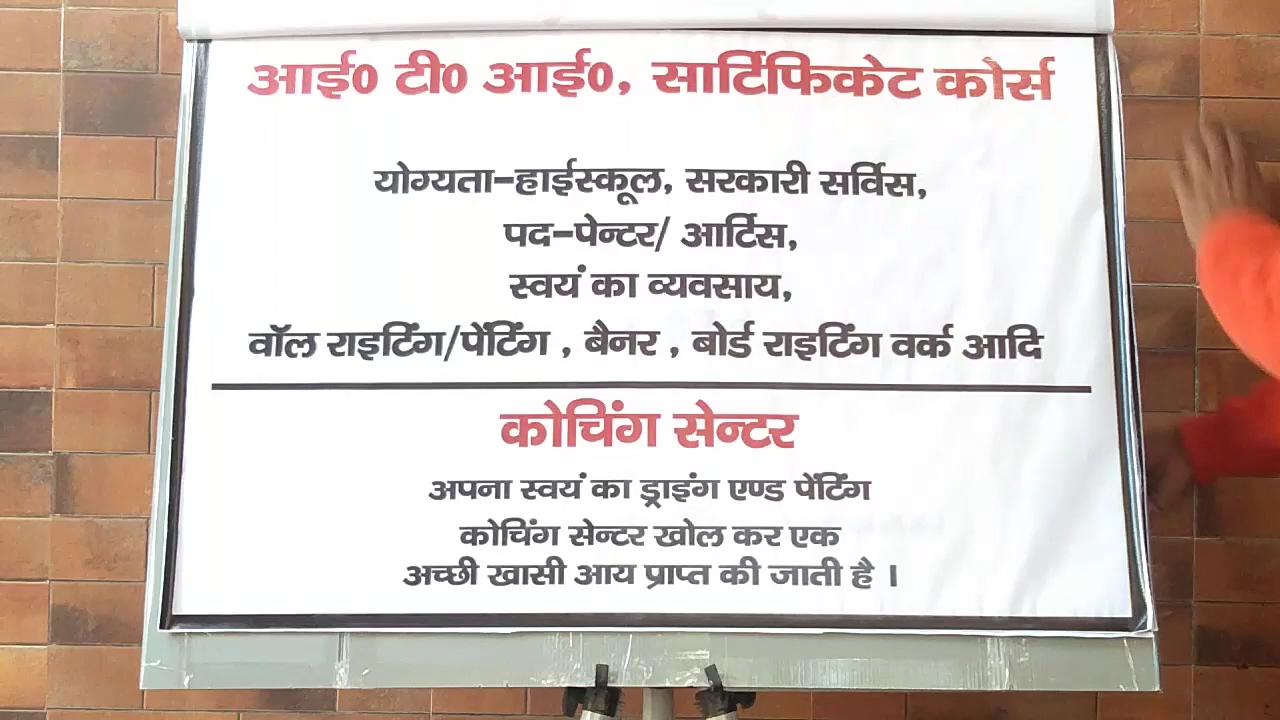 आई0 टी0 आई0, सार्टिफिकेट कोर्स
योग्यता-हाईस्कूल, सरकारी सर्विस,
पद-पेन्टर/ आर्टिस,
स्वयं का व्यवसाय,
वॉल राइटिंग/पेंटिंग , बैनर , बोर्ड राइटिंग वर्क आदि
कोचिंग सेन्टर
अपना स्वयं का ड्राइंग एण्ड पेंटिंग
कोचिंग सेन्टर खोल कर एक
अच्छी खासी आय प्राप्त की जाती है ।